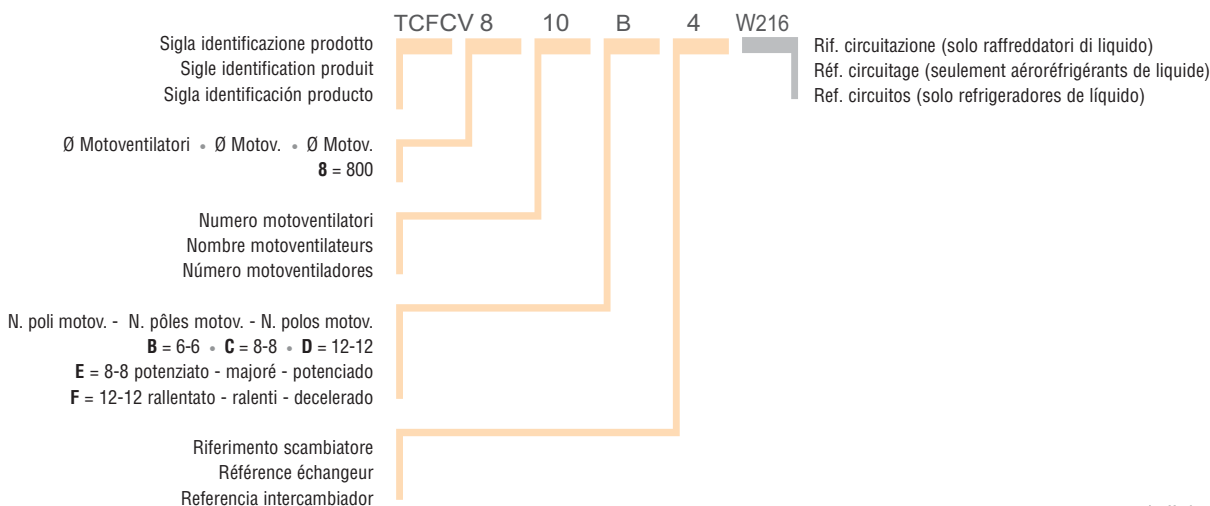 TCFCV 8 10 B 4 W216
Sigla identificazione prodotto
Sigle identification produit
Sigla identificación producto
Rif. circuitazione (solo raffreddatori di liquido)
Réf. circuitage (seulement aéroréfrigérants de liquide)
Ref. circuitos (solo refrigeradores de líquido)
Ø Motoventilatori • Ø Motov. • Ø Motov.
8 = 800
Numero motoventilatori
Nombre motoventilateurs
Número motoventiladores
N. poli motov. - N. pôles motov. - N. polos motov.
B = 6-6 • C = 8-8 • D = 12-12
E = 8-8 potenziato - majoré - potenciado
F = 12-12 rallentato - ralenti - decelerado
Riferimento scambiatore
Référence échangeur
Referencia intercambiador